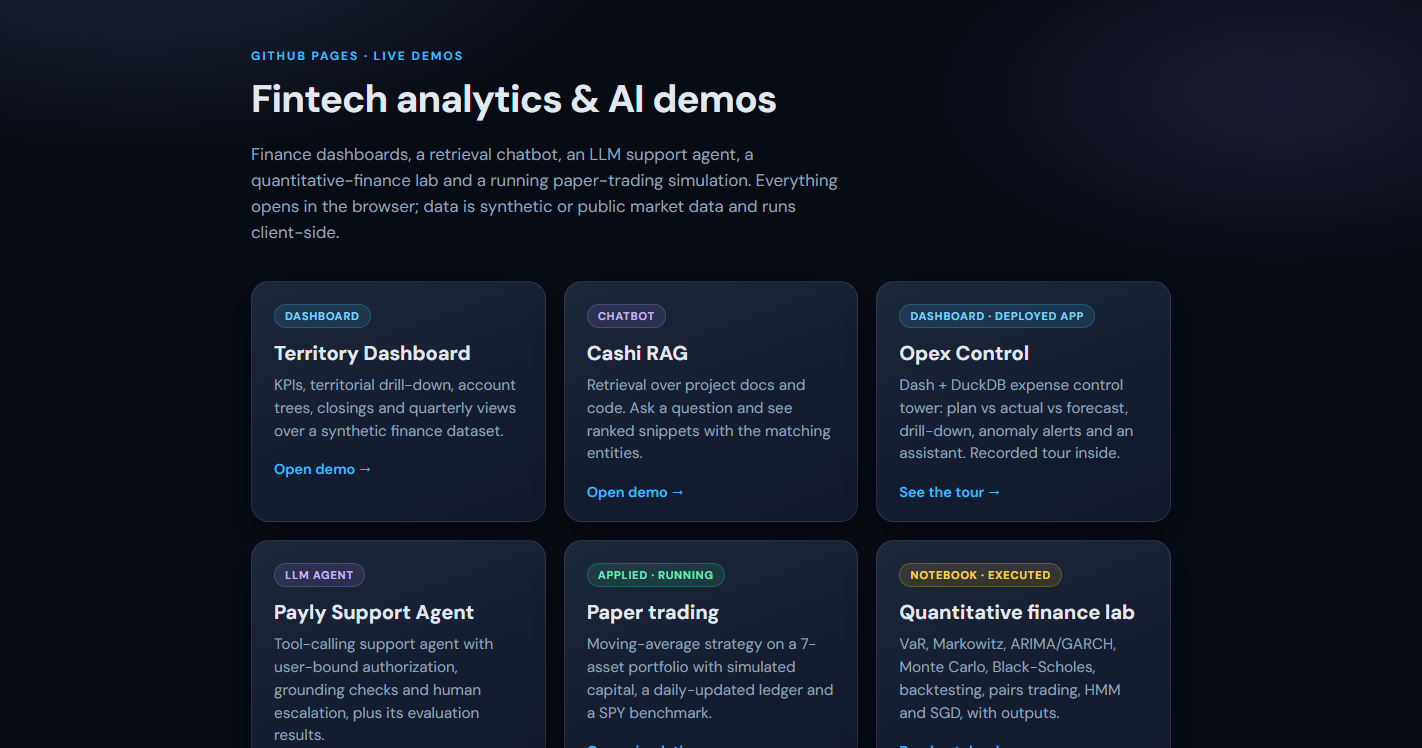 GITHUB PAGES · LIVE DEMOS
Fintech analytics & AI demos
Finance dashboards, a retrieval chatbot, an LLM support agent, a
quantitative-finance lab and a running paper-trading simulation. Everything
opens in the browser; data is synthetic or public market data and runs
client-side.
DASHBOARD
Territory Dashboard
KPIs, territorial drill-down, account
trees, closings and quarterly views
over a synthetic finance dataset.
Open demo →
CHATBOT
Cashi RAG
Retrieval over project docs and
code. Ask a question and see
ranked snippets with the matching
entities.
Open demo →
DASHBOARD · DEPLOYED APP
Opex Control
Dash + DuckDB expense control
tower: plan vs actual vs forecast,
drill-down, anomaly alerts and an
assistant. Recorded tour inside.
See the tour →
LLM AGENT
Payly Support Agent
Tool-calling support agent with
user-bound authorization,
grounding checks and human
escalation, plus its evaluation
results.
APPLIED · RUNNING
Paper trading
Moving-average strategy on a 7-
asset portfolio with simulated
capital, a daily-updated ledger and
a SPY benchmark.
NOTEBOOK · EXECUTED
Quantitative finance lab
VaR, Markowitz, ARIMA/GARCH,
Monte Carlo, Black-Scholes,
backtesting, pairs trading, HMM
and SGD, with outputs.